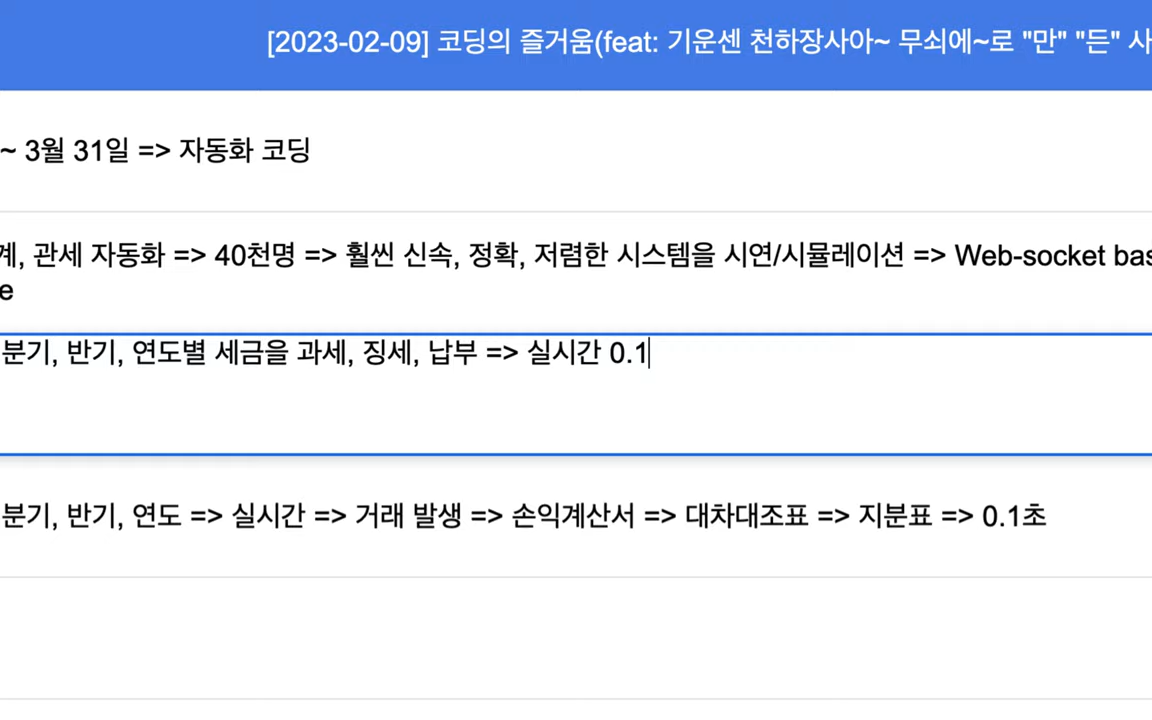 [2023-02-09] 코딩의 즐거움(feat: 기운센 천하장사아~ 무쇠에~로 "만" "든" 사
~ 3월 31일 => 자동화 코딩
계, 관세 자동화 => 40천명 => 훨씬 신속, 정확, 저렴한 시스템을 시연/시뮬레이션 => Web-socket bas
e
분기, 반기, 연도별 세금을 과세, 징세, 납부 => 실시간 0.1
분기, 반기, 연도 => 실시간 => 거래 발생 => 손익계산서 => 대차대조표 => 지분표 => 0.1초